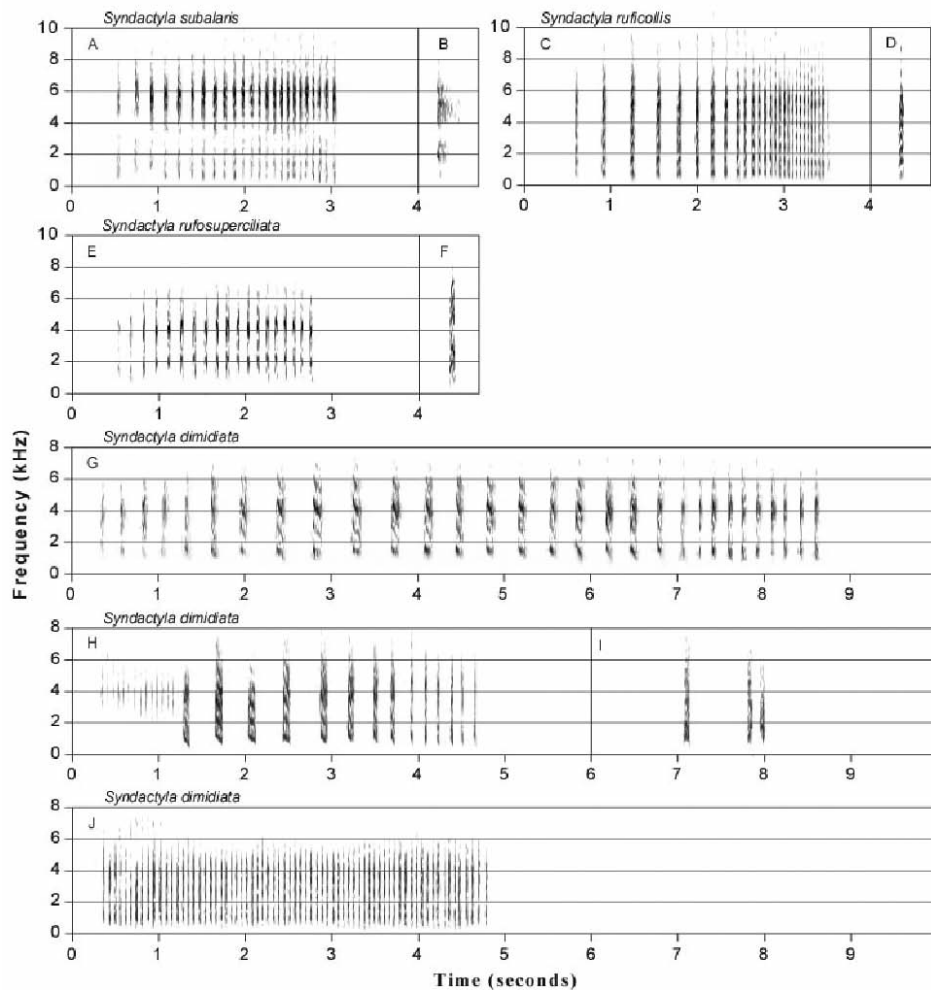 Syndactyla subalaris
Syndactyla ruficollis
10
A
B
8
6
4
2
0
0 1 2 3 4
10
C
D
8
6
4
2
0
0 1 2 3 4
Syndactyla rufosuperciliata
10
E
F
8
6
4
2
0
0 1 2 3 4
Frequency (kHz)
Syndactyla dimidiata
8
G
6
4
2
0
0 1 2 3 4 5 6 7 8 9
Syndactyla dimidiata
8
H
I
6
4
2
0
0 1 2 3 4 5 6 7 8 9
Syndactyla dimidiata
8
J
6
4
2
0
0 1 2 3 4 5 6 7 8 9
Time (seconds)